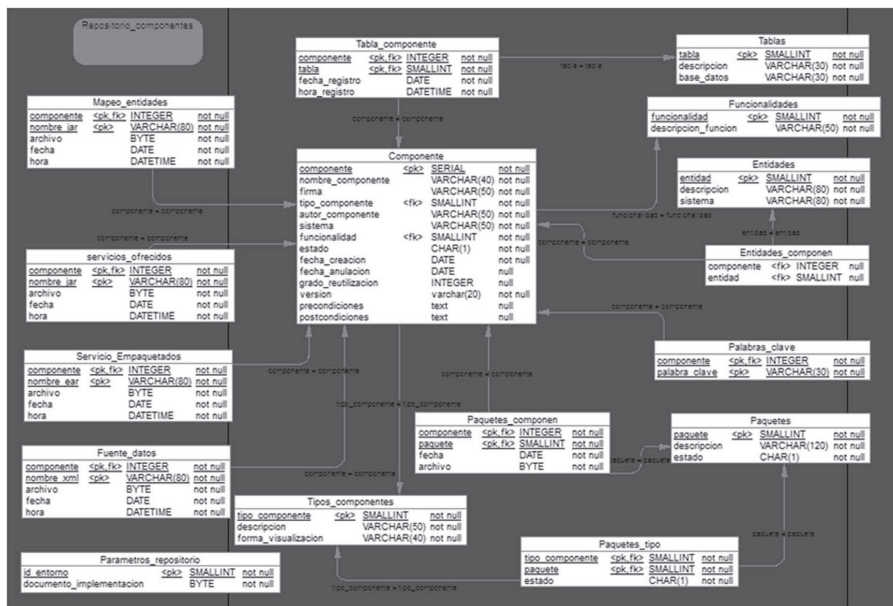 Repositorio_componentes
Tabla_componente
componente <pk,fk> INTEGER not null
tabla <pk,fk> SMALLINT not null
fecha_registro DATE not null
hora_registro DATETIME not null
tabla = tabla
Tablas
tabla <pk> SMALLINT not null
descripcion VARCHAR(30) not null
base_datos VARCHAR(30) not null
Mapeo_entidades
componente <pk,fk> INTEGER not null
nombre_jar <pk> VARCHAR(80) not null
archivo BYTE not null
fecha DATE not null
hora DATETIME not null
componente = componente
Funcionalidades
funcionalidad <pk> SMALLINT not null
descripcion_funcion VARCHAR(50) not null
componente = componente
Componente
componente <pk> SERIAL not null
nombre_componente VARCHAR(40) not null
firma VARCHAR(50) not null
tipo_componente <fk> SMALLINT not null
autor_componente VARCHAR(50) not null
sistema VARCHAR(50) not null
funcionalidad <fk> SMALLINT not null
estado CHAR(1) not null
fecha_creacion DATE not null
fecha_anulacion DATE null
grado_reutilizacion INTEGER null
version varchar(20) not null
precondiciones text null
postcondiciones text null
Entidades
entidad <pk> SMALLINT not null
descripcion VARCHAR(80) not null
sistema VARCHAR(80) not null
funcionalidad = funcionalidad
entidad = entidad
componente = componente
Entidades_componen
componente <fk> INTEGER null
entidad <fk> SMALLINT null
servicios_ofrecidos
componente <pk,fk> INTEGER not null
nombre_jar <pk> VARCHAR(80) not null
archivo BYTE not null
fecha DATE not null
hora DATETIME not null
componente = componente
componente = componente
Palabras_clave
componente <pk,fk> INTEGER not null
palabra_clave <pk> VARCHAR(30) not null
Servicio_Empaquetados
componente <pk,fk> INTEGER not null
nombre_ear <pk> VARCHAR(80) not null
archivo BYTE not null
fecha DATE not null
hora DATETIME not null
componente = componente
componente = componente
tipo_componente = tipo_componente
Paquetes_componen
componente <pk,fk> INTEGER not null
paquete <pk,fk> SMALLINT not null
fecha DATE not null
archivo BYTE not null
paquete = paquete
Paquetes
paquete <pk> SMALLINT not null
descripcion VARCHAR(120) not null
estado CHAR(1) not null
Fuente_datos
componente <pk,fk> INTEGER not null
nombre_xml <pk> VARCHAR(80) not null
archivo BYTE not null
fecha DATE not null
hora DATETIME not null
componente = componente
Tipos_componentes
tipo_componente <pk> SMALLINT not null
descripcion VARCHAR(50) not null
forma_visualizacion VARCHAR(40) not null
paquete = paquete
Paquetes_tipo
tipo_componente <pk,fk> SMALLINT not null
paquete <pk,fk> SMALLINT not null
estado CHAR(1) not null
Parametros_repositorio
id_entorno <pk> SMALLINT not null
documento_implementacion BYTE not null
tipo_componente = tipo_componente